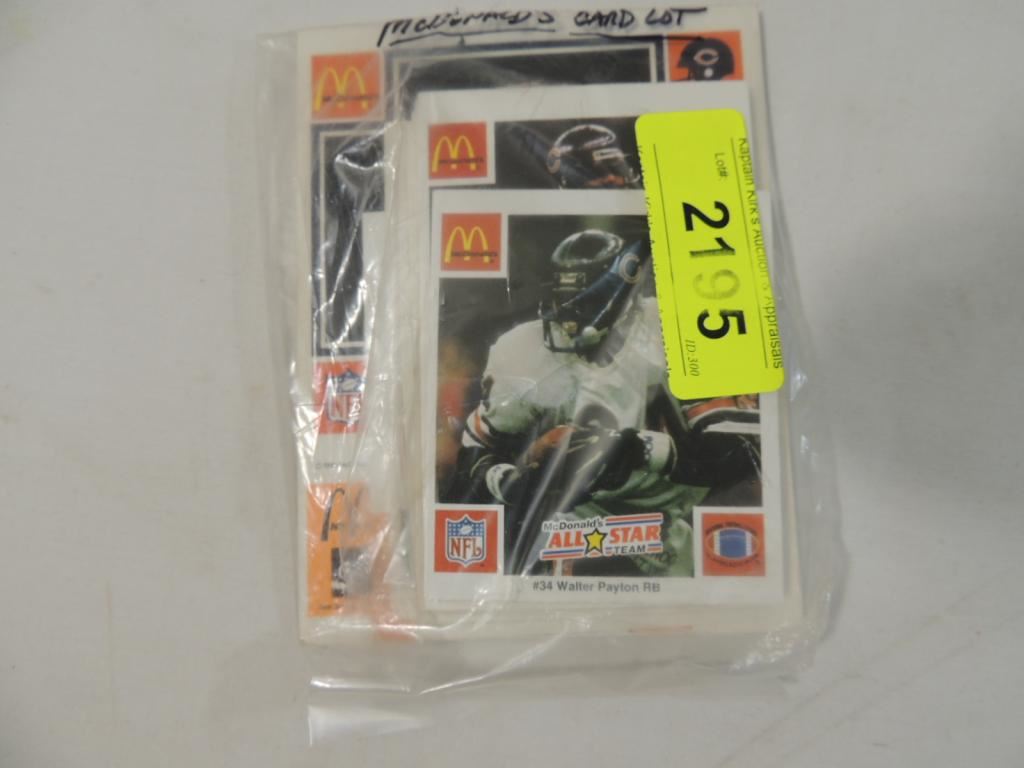 McDONALD'S CARD LOT
Kaptain Kirk's Auction & Appraisals
Lot#:
2195
ID:300
NFL
NFL
McDonald's
ALL STAR
TEAM
#34 Walter Payton RB